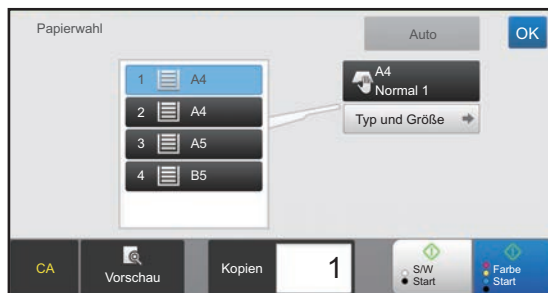 Papierwahl
Auto
OK
1 A4
2 A4
3 A5
4 B5
A4
Normal 1
Typ und Größe
CA
Vorschau
Kopien
1
S/W
Start
Farbe
Start